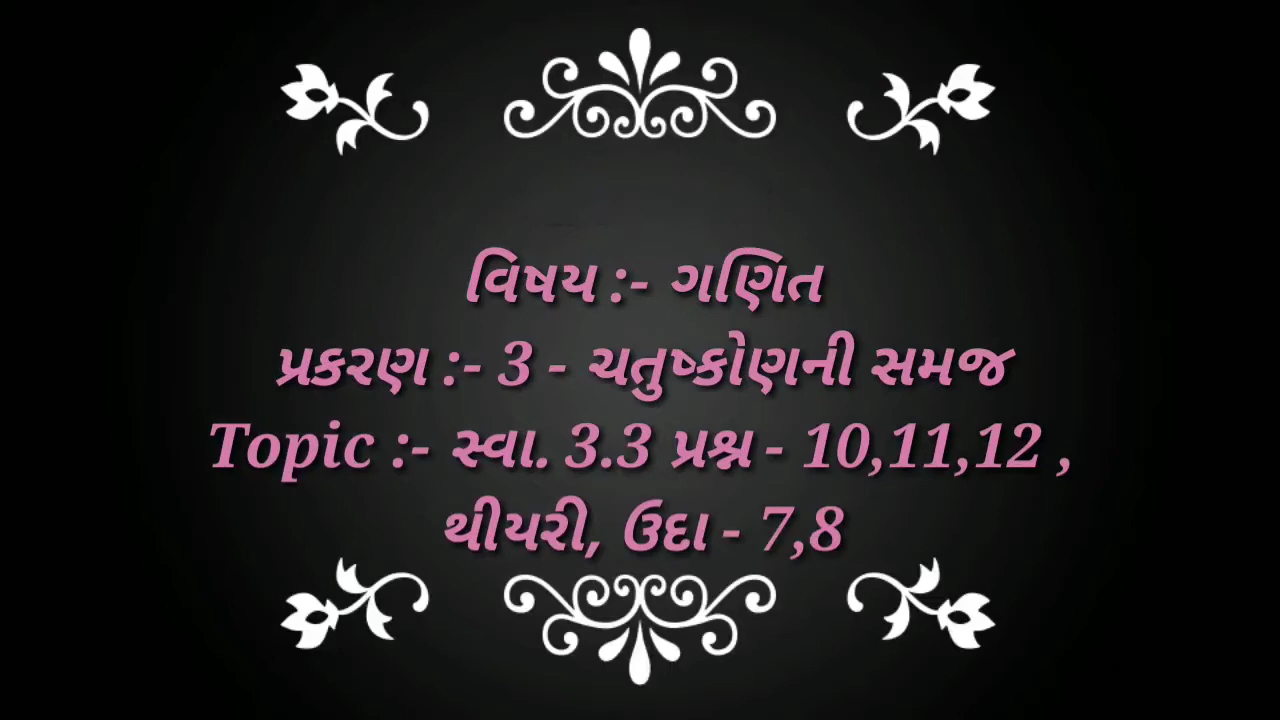 વિષય :- ગણિત
પ્રકરણ :- 3 - ચતુષ્કોણની સમજ
Topic :- સ્વા. 3.3 પ્રશ્ન - 10,11,12 ,
થીયરી, ઉદા - 7,8